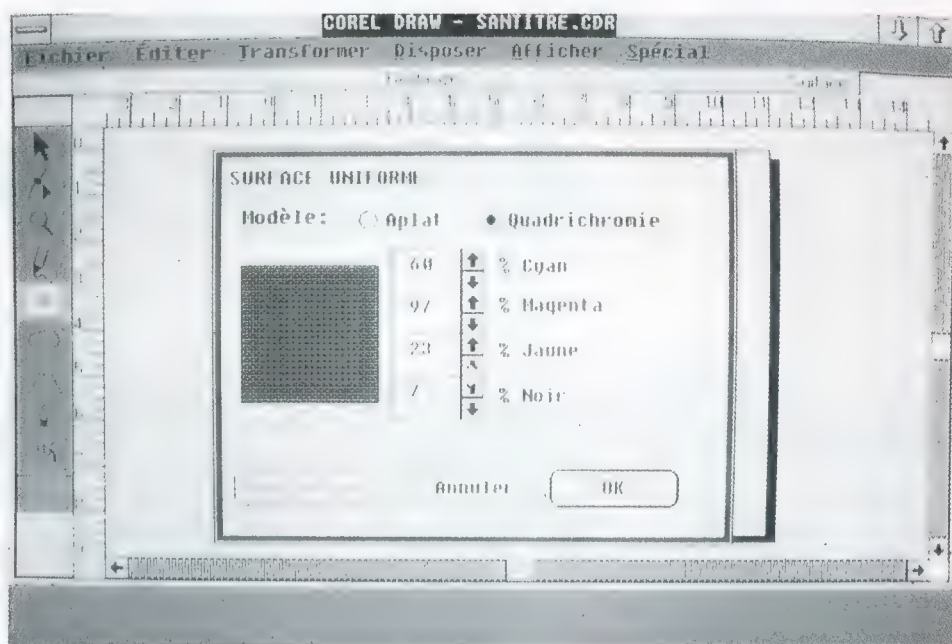 COREL DRAW - SANTITRE.CDR
Fichier Éditer Transformer Disposer Afficher Spécial
SURFACE UNIFORME
Modèle: Aplat Quadrichromie
60 % Cyan
97 % Magenta
23 % Jaune
7 % Noir
Annuler OK